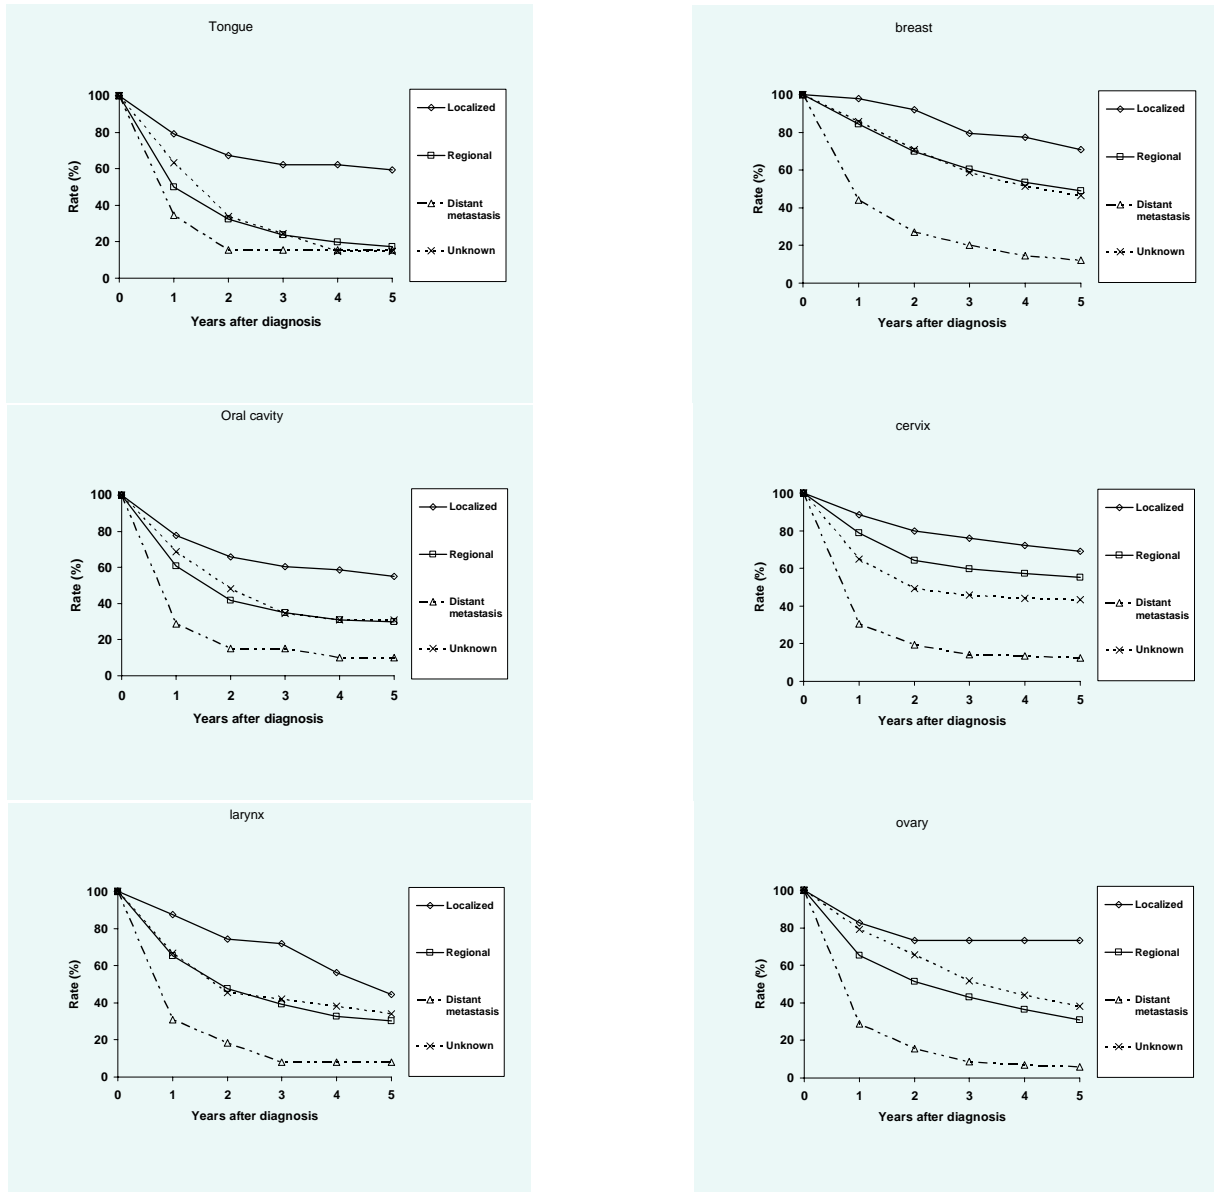 Tongue
100
80
60
40
20
0
Rate (%)
0 1 2 3 4 5
Years after diagnosis
Localized
Regional
Distant
metastasis
Unknown
breast
100
80
60
40
20
0
Rate (%)
0 1 2 3 4 5
Years after diagnosis
Localized
Regional
Distant
metastasis
Unknown
Oral cavity
100
80
60
40
20
0
Rate (%)
0 1 2 3 4 5
Years after diagnosis
Localized
Regional
Distant
metastasis
Unknown
cervix
100
80
60
40
20
0
Rate (%)
0 1 2 3 4 5
Years after diagnosis
Localized
Regional
Distant
metastasis
Unknown
larynx
100
80
60
40
20
0
Rate (%)
0 1 2 3 4 5
Years after diagnosis
Localized
Regional
Distant
metastasis
Unknown
ovary
100
80
60
40
20
0
Rate (%)
0 1 2 3 4 5
Years after diagnosis
Localized
Regional
Distant
metastasis
Unknown